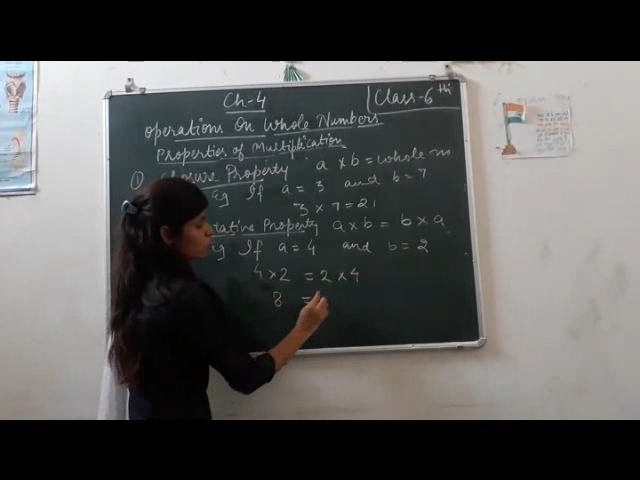 Ch-4
Class-6th
Operations On Whole Numbers
Properties of Multiplication
① Closure Property a × b = whole
Eg If a = 3 and b = 7
3 × 7 = 21
Property a × b = b × a
If a = 4 and b = 2
4 × 2 = 2 × 4
8 =